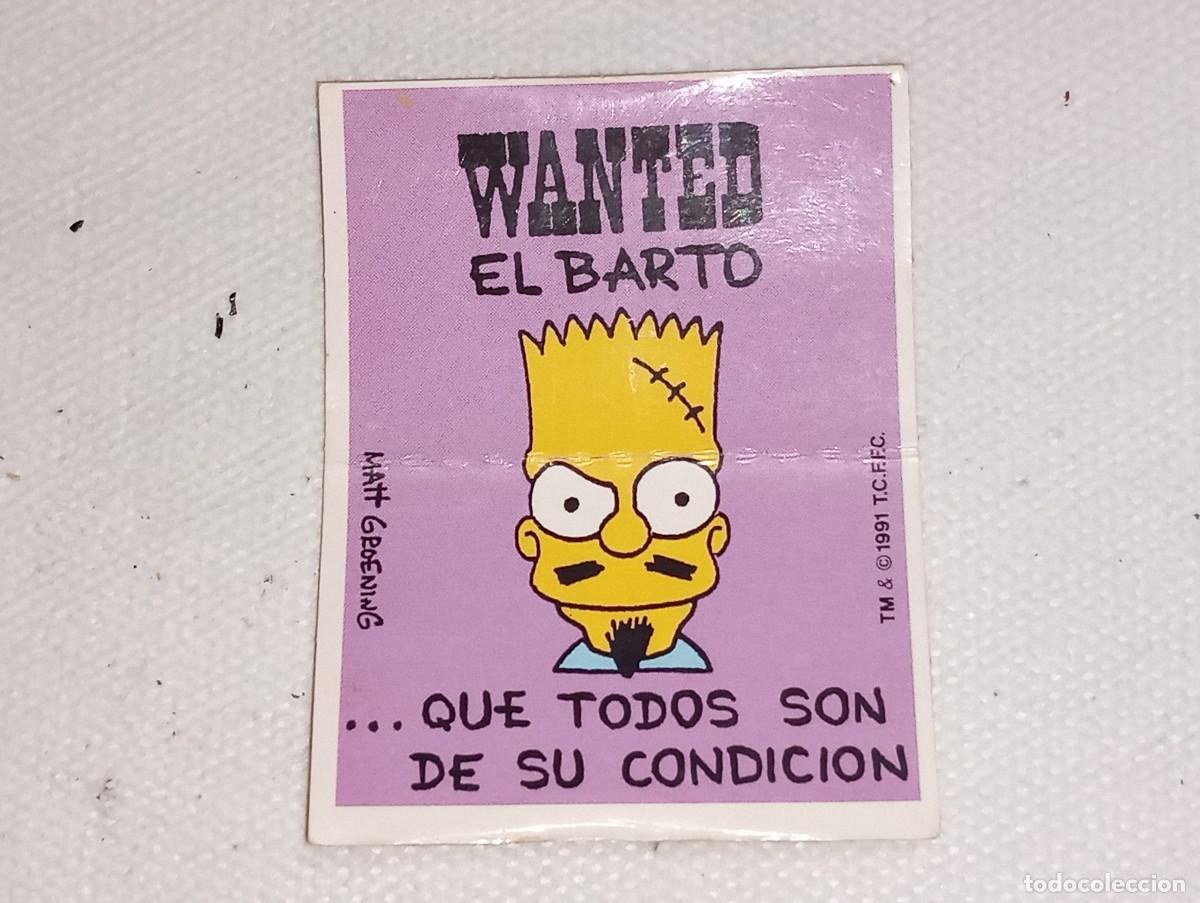 WANTED
EL BARTO
MATT GROENING
TM & © 1991 T.C.F.F.C.
... QUE TODOS SON
DE SU CONDICION
todocoleccion